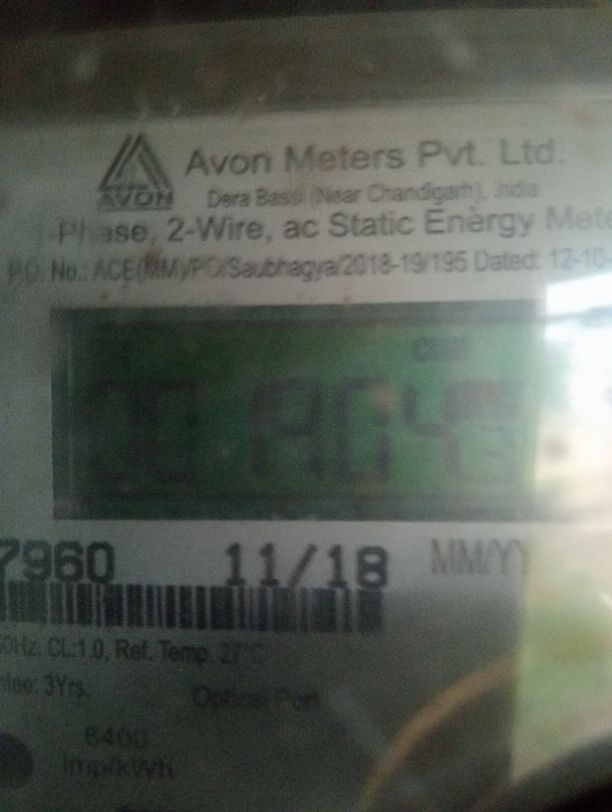 AVON
Avon Meters Pvt. Ltd.
Dera Bassi (Near Chandigarh), India
Phase, 2-Wire, ac Static Energy
P.O. No.: ACE(MM)/PO/Saubhagya/2018-19/195 Dated: 12-10-
7960 11/18 MM/YY
50Hz, CL:1.0, Ref. Temp. 27°C
3Yrs. Optical Port
6400
imp/kWh